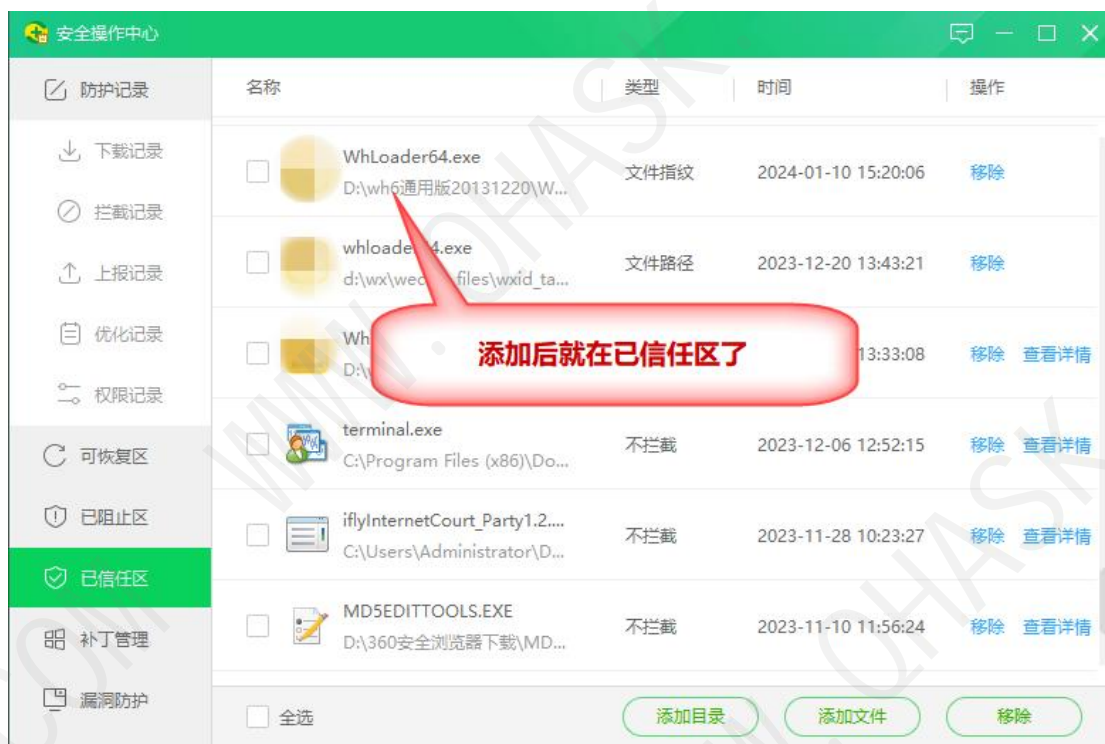 安全操作中心
防护记录
下载记录
拦截记录
上报记录
优化记录
权限记录
可恢复区
已阻止区
已信任区
补丁管理
漏洞防护
名称 类型 时间 操作
WhLoader64.exe
D:\wh6通用版20131220\W...
文件指纹 2024-01-10 15:20:06 移除
d:\wx\we files\wxid_ta...
文件路径 2023-12-20 13:43:21 移除
Wh
D:\
13:33:08 移除 查看详情
添加后就在已信任区了
terminal.exe
C:\Program Files (x86)\Do...
不拦截 2023-12-06 12:52:15 移除 查看详情
iflyInternetCourt_Party1.2....
C:\Users\Administrator\D...
不拦截 2023-11-28 10:23:27 移除 查看详情
MD5EDITTOOLS.EXE
D:\360安全浏览器下载\MD...
不拦截 2023-11-10 11:56:24 移除 查看详情
全选 添加目录 添加文件 移除
WWW.QHASK